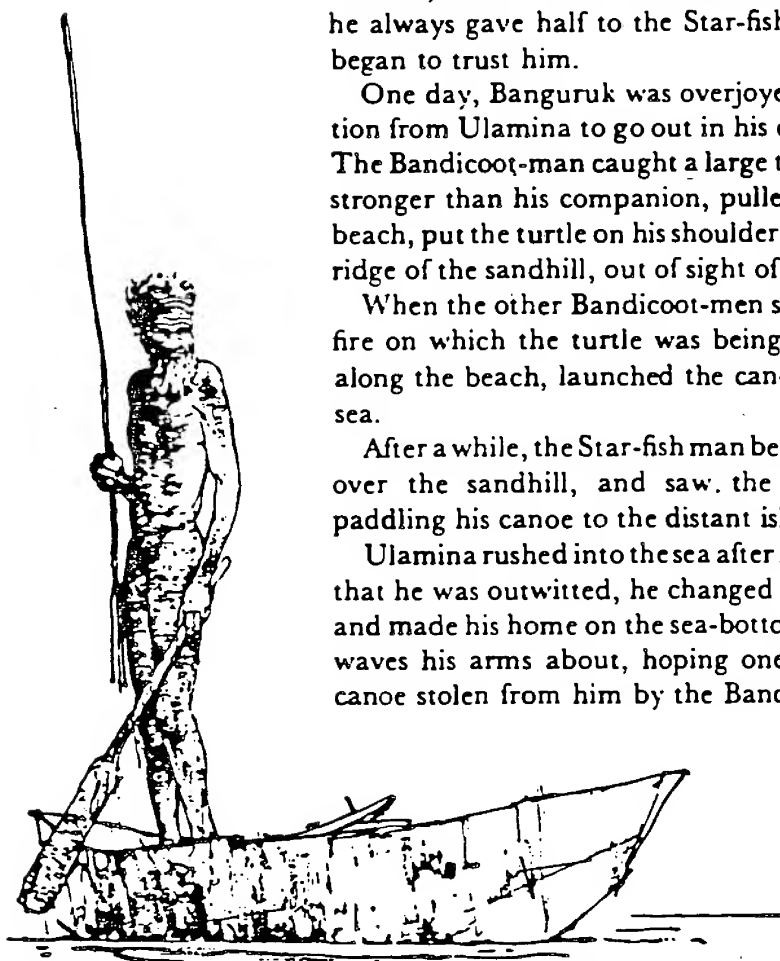 he always gave half to the Star-fish
began to trust him.
One day, Banguruk was overjoye
tion from Ulamina to go out in his
The Bandicoot-man caught a large t
stronger than his companion, pulle
beach, put the turtle on his shoulder
ridge of the sandhill, out of sight of
When the other Bandicoot-men s
fire on which the turtle was being
along the beach, launched the can-
sea.
After a while, the Star-fish man be
over the sandhill, and saw. the
paddling his canoe to the distant is
Ulamina rushed into the sea after
that he was outwitted, he changed
and made his home on the sea-botto
waves his arms about, hoping one
canoe stolen from him by the Band